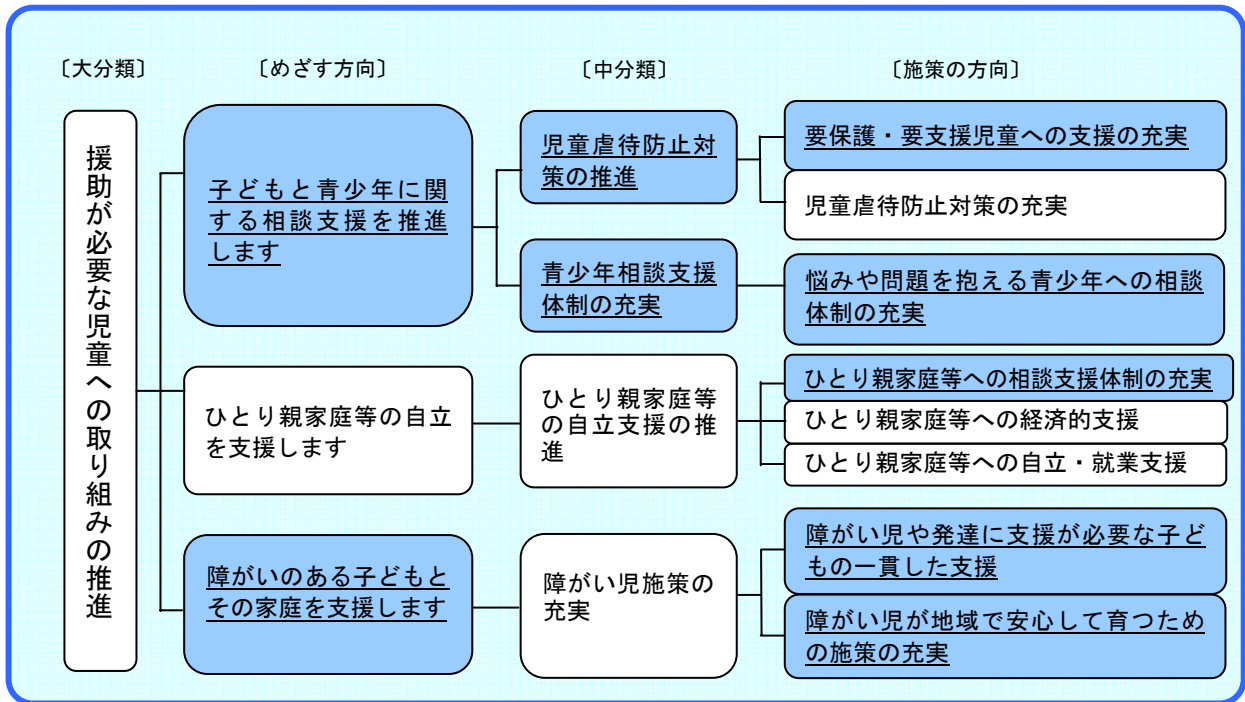 〔大分類〕
〔めざす方向〕
〔中分類〕
〔施策の方向〕
援助が必要な児童への取り組みの推進
子どもと青少年に関
する相談支援を推進
します
児童虐待防止対
策の推進
要保護・要支援児童への支援の充実
児童虐待防止対策の充実
青少年相談支援
体制の充実
悩みや問題を抱える青少年への相談
体制の充実
ひとり親家庭等の自立
を支援します
ひとり親家庭等
の自立支援の推
進
ひとり親家庭等への相談支援体制の充実
ひとり親家庭等への経済的支援
ひとり親家庭等への自立・就業支援
障がいのある子どもと
その家庭を支援します
障がい児施策の
充実
障がい児や発達に支援が必要な子ど
もの一貫した支援
障がい児が地域で安心して育つため
の施策の充実